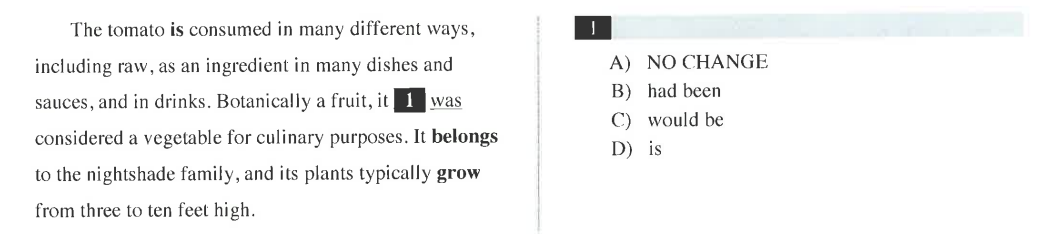 The tomato is consumed in many different ways,
including raw, as an ingredient in many dishes and
sauces, and in drinks. Botanically a fruit, it 1 was
considered a vegetable for culinary purposes. It belongs
to the nightshade family, and its plants typically grow
from three to ten feet high.
1
A) NO CHANGE
B) had been
C) would be
D) is